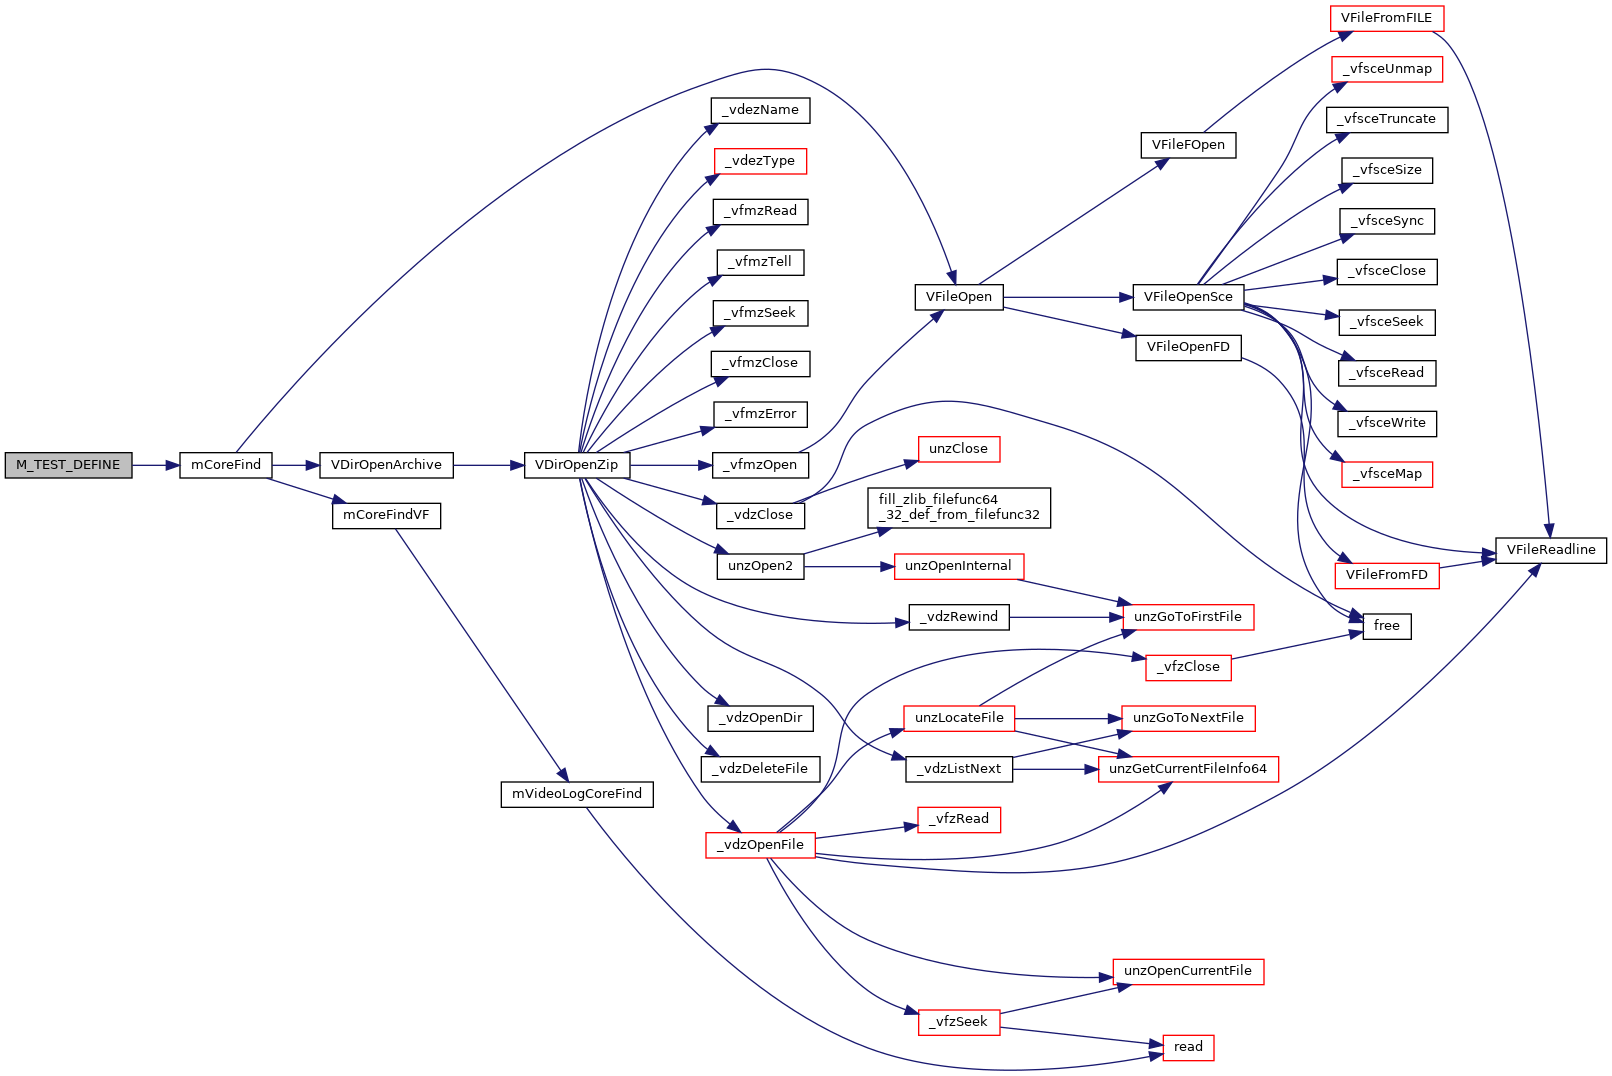 M_TEST_DEFINE
mCoreFind
VDirOpenArchive
mCoreFindVF
VDirOpenZip
mVideoLogCoreFind
_vdezName
_vdezType
_vfmzRead
_vfmzTell
_vfmzSeek
_vfmzClose
_vfmzError
_vfmzOpen
_vdzClose
unzOpen2
_vdzOpenDir
_vdzDeleteFile
_vdzOpenFile
VFileOpen
unzClose
fill_zlib_filefunc64
_32_def_from_filefunc32
unzOpenInternal
_vdzRewind
unzLocateFile
_vdzListNext
_vfzRead
_vfzSeek
VFileFOpen
VFileOpenSce
VFileOpenFD
unzGoToFirstFile
_vfzClose
unzGoToNextFile
unzGetCurrentFileInfo64
unzOpenCurrentFile
read
VFileFromFILE
_vfsceUnmap
_vfsceTruncate
_vfsceSize
_vfsceSync
_vfsceClose
_vfsceSeek
_vfsceRead
_vfsceWrite
_vfsceMap
VFileFromFD
free
VFileReadline